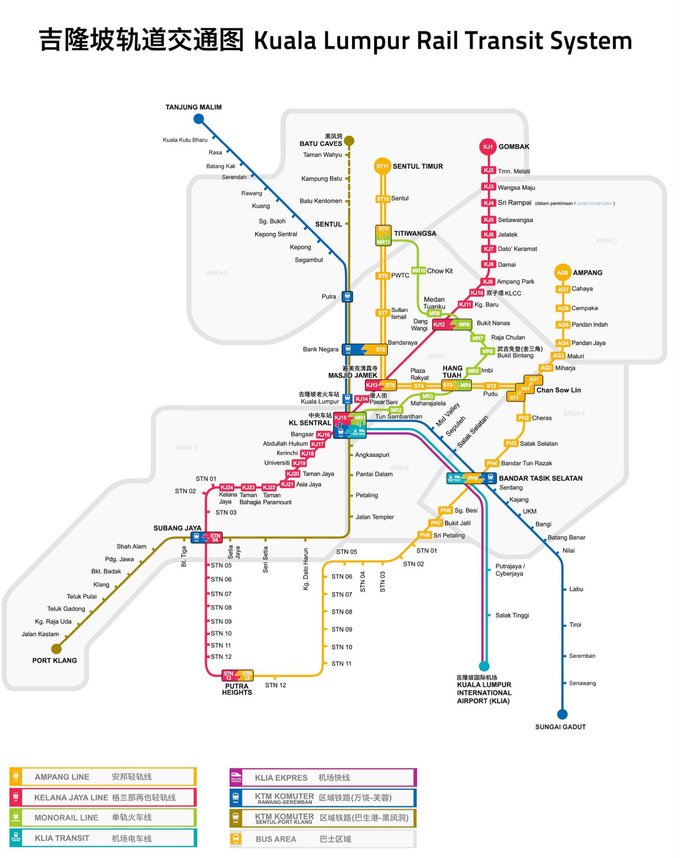 吉隆坡轨道交通图 Kuala Lumpur Rail Transit System
TANJUNG MALIM
Kuala Kutu Bharu
Rasa
Batang Kali
Serendah
Rawang
Kuang
Sg. Buloh
Kepong Sentral
Kepong
Segambut
Putra
Bank Negara
黑风洞
BATU CAVES
Taman Wahyu
Kampung Batu
Batu Kentomen
SENTUL
ST11
SENTUL TIMUR
ST10
Sentul
ST9
MR11
TITIWANGSA
ST8
PWTC
ST7
Sultan
Ismail
ST6
Bandaraya
KJ1
GOMBAK
KJ2
Tmn. Melati
KJ3
Wangsa Maju
KJ4
Sri Rampai (dalam pembinaan / under construction)
KJ5
Setiawangsa
KJ6
Jelatek
KJ7
Dato' Keramat
KJ8
Damai
KJ9
Ampang Park
KJ10
双子塔 KLCC
KJ11
Kg. Baru
KJ12
Dang
Wangi
MR10
Chow Kit
MR9
Medan
Tuanku
MR8
Bukit Nanas
MR7
Raja Chulan
MR6
武吉免登(金三角)
Bukit Bintang
MR5
Imbi
HANG
TUAH
ST3
MR4
AREA 1
AREA 2
AREA 3
AREA 4
AREA 5
AREA 6
AG8
AMPANG
AG7
Cahaya
AG6
Cempaka
AG5
Pandan Indah
AG4
Pandan Jaya
AG3
Maluri
AG2
Miharja
AG1
PH1
ST1
Chan Sow Lin
ST2
Pudu
ST4
Plaza
Rakyat
嘉美克清真寺
MASJID JAMEK
KJ13
ST5
吉隆坡老火车站
Kuala Lumpur
KJ14
唐人街
Pasar Seni
MR3
Maharajalela
MR2
Tun Sambanthan
中央车站
KL SENTRAL
KJ15
MR1
Bangsar
KJ16
Abdullah Hukum
KJ17
Kerinchi
KJ18
Universiti
KJ19
KJ20
Taman Jaya
KJ21
Asia Jaya
KJ22
Taman
Paramount
KJ23
Taman
Bahagia
KJ24
Kelana
Jaya
STN 01
STN 02
STN 03
Mid Valley
Seputeh
Salak Selatan
PH2
Cheras
PH3
Salak Selatan
PH4
Bandar Tun Razak
PH5
BANDAR TASIK SELATAN
Serdang
Kajang
UKM
Bangi
Batang Benar
Nilai
Labu
Tiroi
Seremban
Senawang
SUNGAI GADUT
Angkasapuri
Pantai Dalam
Petaling
Jalan Templer
PH6
Sg. Besi
PH7
Bukit Jalil
PH8
Sri Petaling
STN 01
STN 02
STN 03
STN 04
STN 05
STN 06
STN 07
STN 08
STN 09
STN 10
STN 11
STN 12
SUBANG JAYA
STN
04
Bt. Tiga
Setia
Jaya
Seri Setia
Kg. Dato Harun
Shah Alam
Pdg. Jawa
Bkt. Badak
Klang
Teluk Pulai
Teluk Gadong
Kg. Raja Uda
Jalan Kastam
PORT KLANG
STN 05
STN 06
STN 07
STN 08
STN 09
STN 10
STN 11
STN 12
STN
13
STN
13
PUTRA
HEIGHTS
Putrajaya /
Cyberjaya
Salak Tinggi
吉隆坡国际机场
KUALA LUMPUR
INTERNATIONAL
AIRPORT (KLIA)
AMPANG LINE 安邦轻轨线
KELANA JAYA LINE 格兰那再也轻轨线
MONORAIL LINE 单轨火车线
KLIA TRANSIT 机场电车线
KLIA EKPRES 机场快线
KTM KOMUTER 区域铁路(万饶-芙蓉)
RAWANG-SEREMBAN
KTM KOMUTER 区域铁路(巴生港-黑风洞)
SENTUL-PORT KLANG
BUS AREA 巴士区域